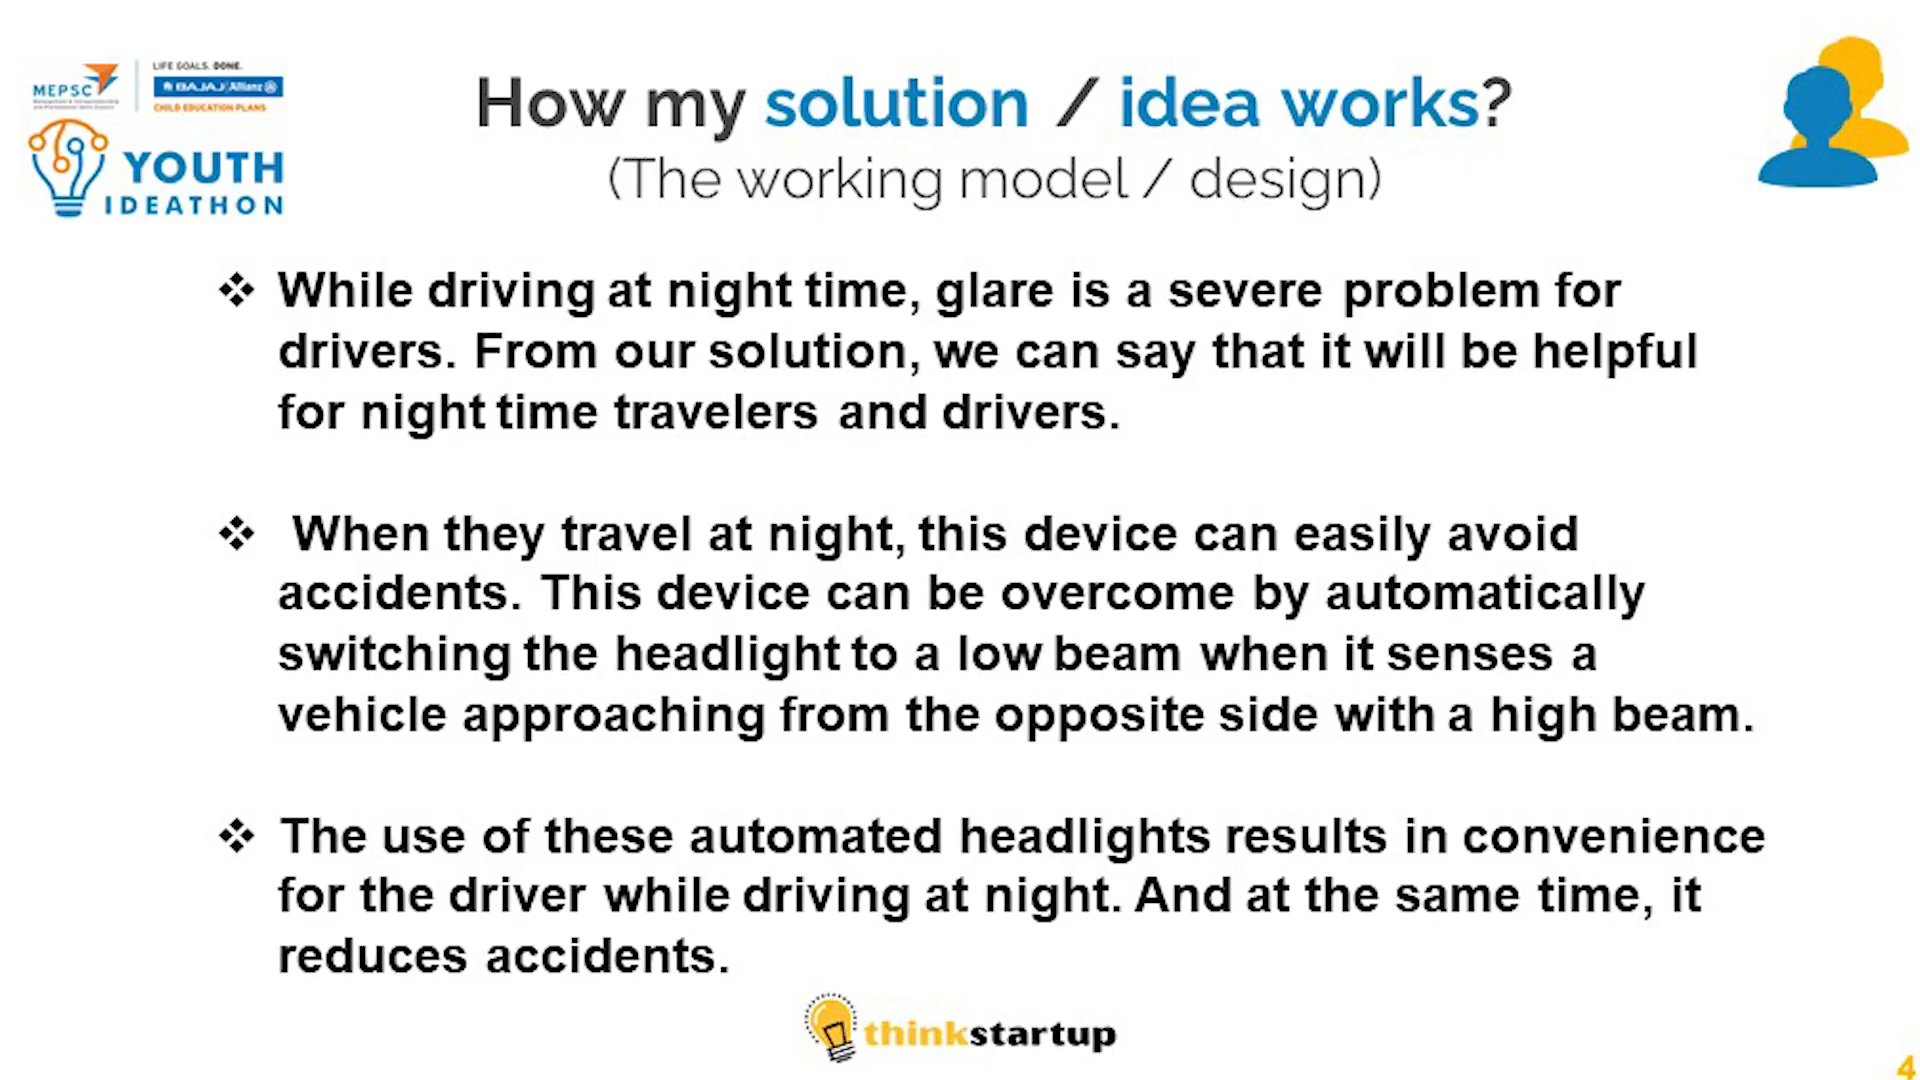 MEPSC
LIFE GOALS. DONE.
BAJAJ Allianz
CHILD EDUCATION PLANS
YOUTH
IDEATHON
How my solution / idea works?
(The working model / design)
❖ While driving at night time, glare is a severe problem for
drivers. From our solution, we can say that it will be helpful
for night time travelers and drivers.
❖ When they travel at night, this device can easily avoid
accidents. This device can be overcome by automatically
switching the headlight to a low beam when it senses a
vehicle approaching from the opposite side with a high beam.
❖ The use of these automated headlights results in convenience
for the driver while driving at night. And at the same time, it
reduces accidents.
thinkstartup
4